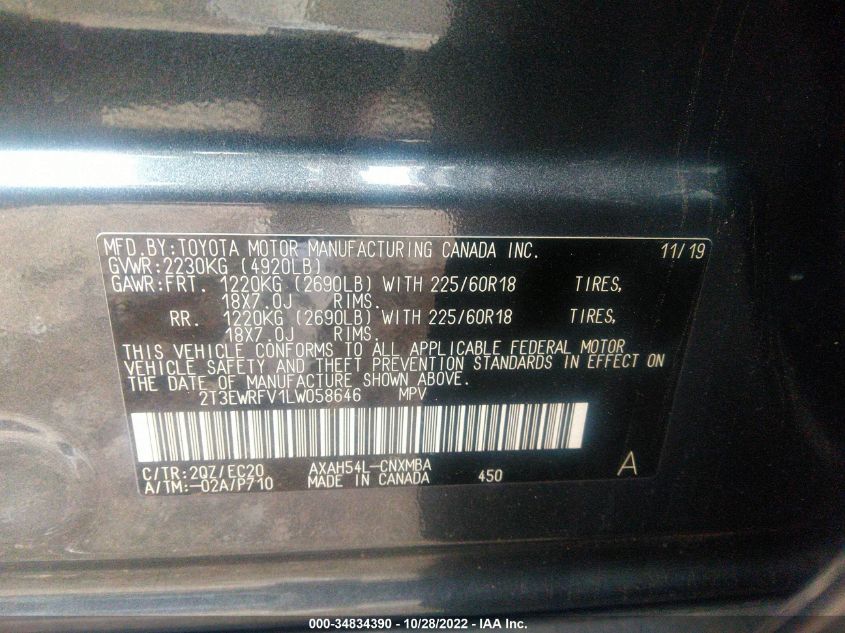 MFD.BY:TOYOTA MOTOR MANUFACTURING CANADA INC. 11/19
GVWR:2230KG (4920LB)
GAWR:FRT. 1220KG (2690LB) WITH 225/60R18 TIRES,
18X7.0J RIMS.
RR. 1220KG (2690LB) WITH 225/60R18 TIRES,
18X7.0J RIMS.
THIS VEHICLE CONFORMS TO ALL APPLICABLE FEDERAL MOTOR
VEHICLE SAFETY AND THEFT PREVENTION STANDARDS IN EFFECT ON
THE DATE OF MANUFACTURE SHOWN ABOVE.
2T3EWRFV1LW058646 MPV
C/TR:2QZ/EC20 AXAH54L-CNXMBA A
A/TM:-02A/P710 MADE IN CANADA 450
000-34834390 - 10/28/2022 - IAA Inc.